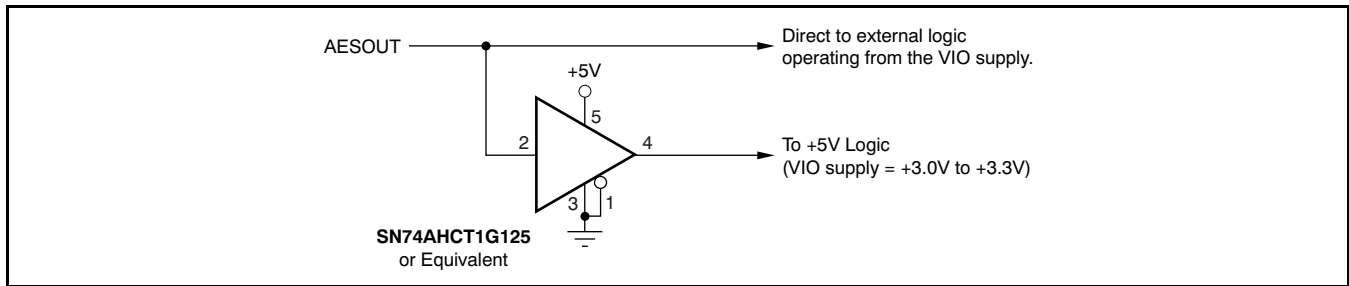 AESOUT
Direct to external logic
operating from the VIO supply.
+5V
5
2
4
To +5V Logic
(VIO supply = +3.0V to +3.3V)
3
1
SN74AHCT1G125
or Equivalent